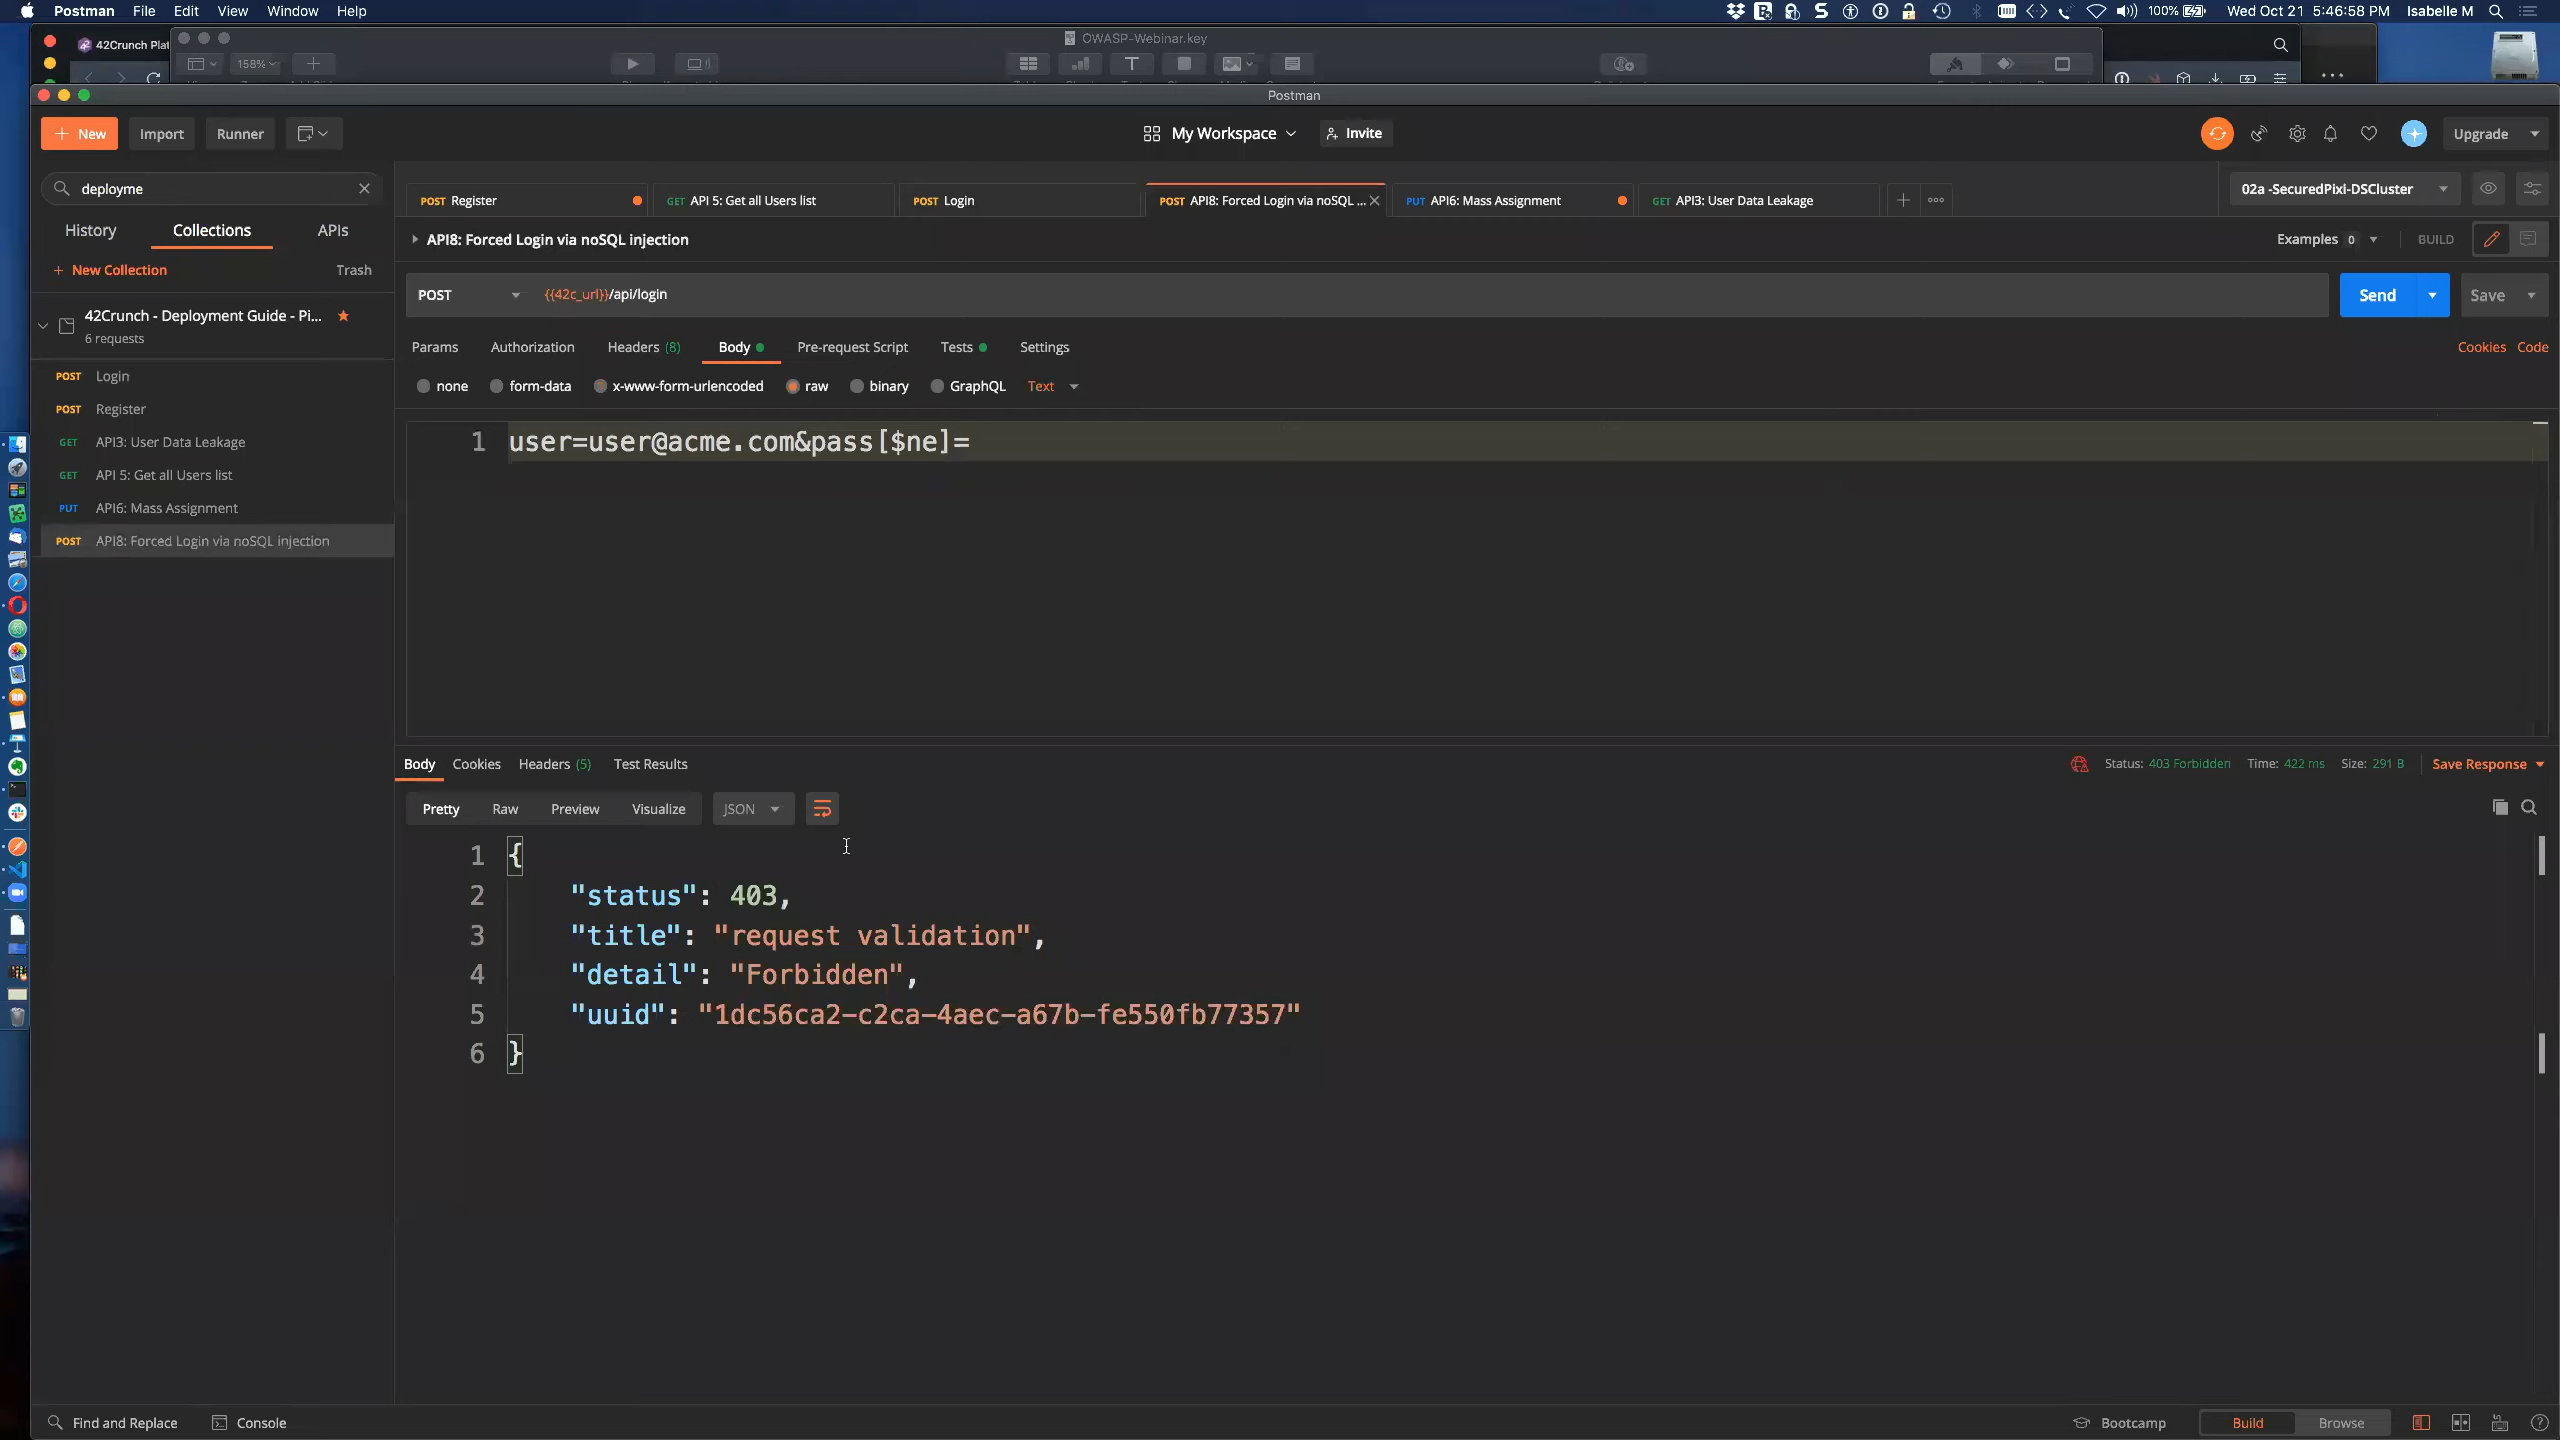 Postman File Edit View Window Help
100% Wed Oct 21 5:46:58 PM Isabelle M
42Crunch Plat
OWASP-Webinar.key
158%
Postman
+ New Import Runner
My Workspace Invite
Upgrade
deployme
History Collections APIs
+ New Collection Trash
42Crunch - Deployment Guide - Pi...
6 requests
POST Login
POST Register
GET API3: User Data Leakage
GET API 5: Get all Users list
PUT API6: Mass Assignment
POST API8: Forced Login via noSQL injection
POST Register
GET API 5: Get all Users list
POST Login
POST API8: Forced Login via noSQL ...
PUT API6: Mass Assignment
GET API3: User Data Leakage
02a -SecuredPixl-DSCluster
API8: Forced Login via noSQL injection
Examples 0 BUILD
POST {{42c_url}}/api/login Send Save
Params Authorization Headers (8) Body Pre-request Script Tests Settings Cookies Code
none form-data x-www-form-urlencoded raw binary GraphQL Text
1 user=user@acme.com&pass[$ne]=
Body Cookies Headers (5) Test Results Status: 403 Forbidden Time: 422 ms Size: 291 B Save Response
Pretty Raw Preview Visualize JSON
1 {
2 "status": 403,
3 "title": "request validation",
4 "detail": "Forbidden",
5 "uuid": "1dc56ca2-c2ca-4aec-a67b-fe550fb77357"
6 }
Find and Replace Console Bootcamp Build Browse